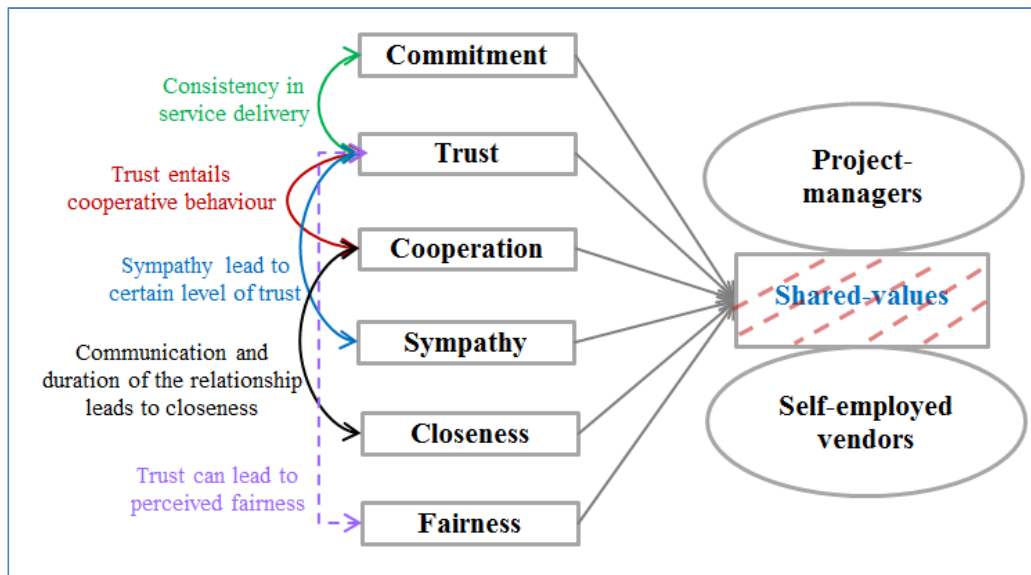 Commitment
Consistency in
service delivery
Trust
Trust entails
cooperative behaviour
Cooperation
Sympathy lead to
certain level of trust
Sympathy
Communication and
duration of the relationship
leads to closeness
Closeness
Trust can lead to
perceived fairness
Fairness
Project-
managers
Shared-values
Self-employed
vendors